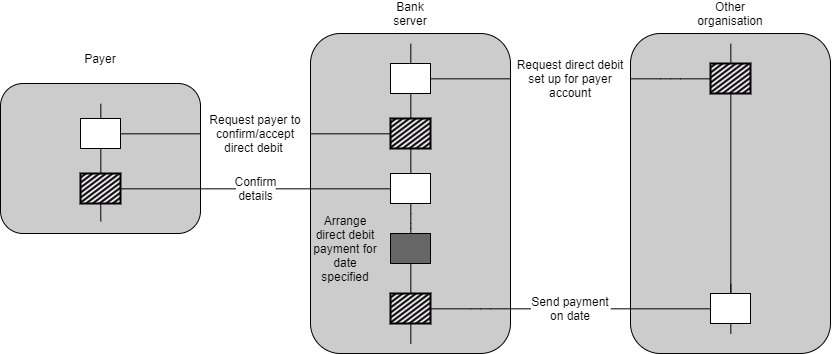 Bank
server
Other
organisation
Payer
Request direct debit
set up for payer
account
Request payer to
confirm/accept
direct debit
Confirm
details
Arrange
direct debit
payment for
date
specified
Send payment
on date